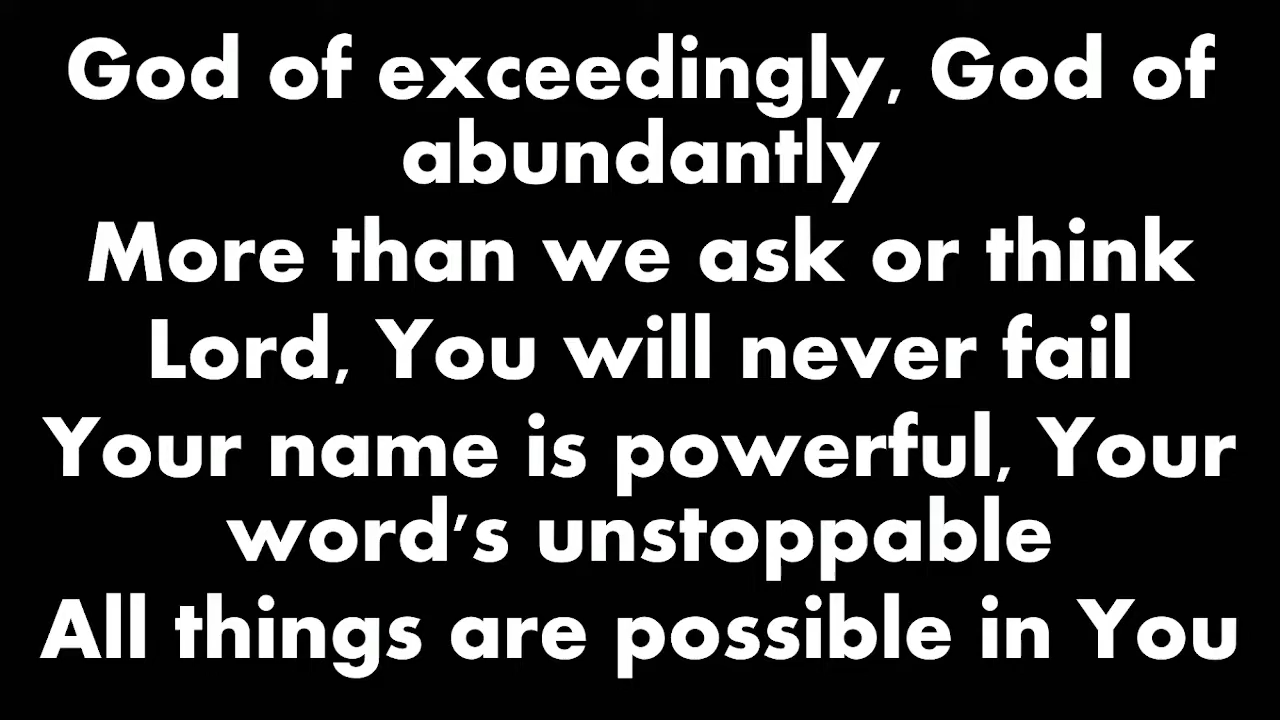 God of exceedingly, God of
abundantly
More than we ask or think
Lord, You will never fail
Your name is powerful, Your
word's unstoppable
All things are possible in You